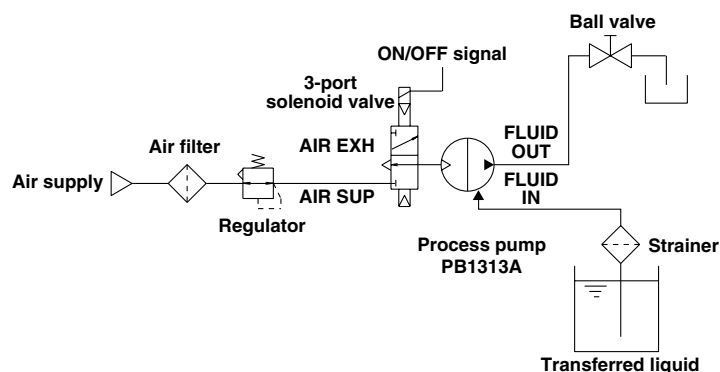 Ball valve
ON/OFF signal
3-port
solenoid valve
Air filter
AIR EXH
FLUID
OUT
Air supply
AIR SUP
FLUID
IN
Regulator
Process pump
PB1313A
Strainer
Transferred liquid